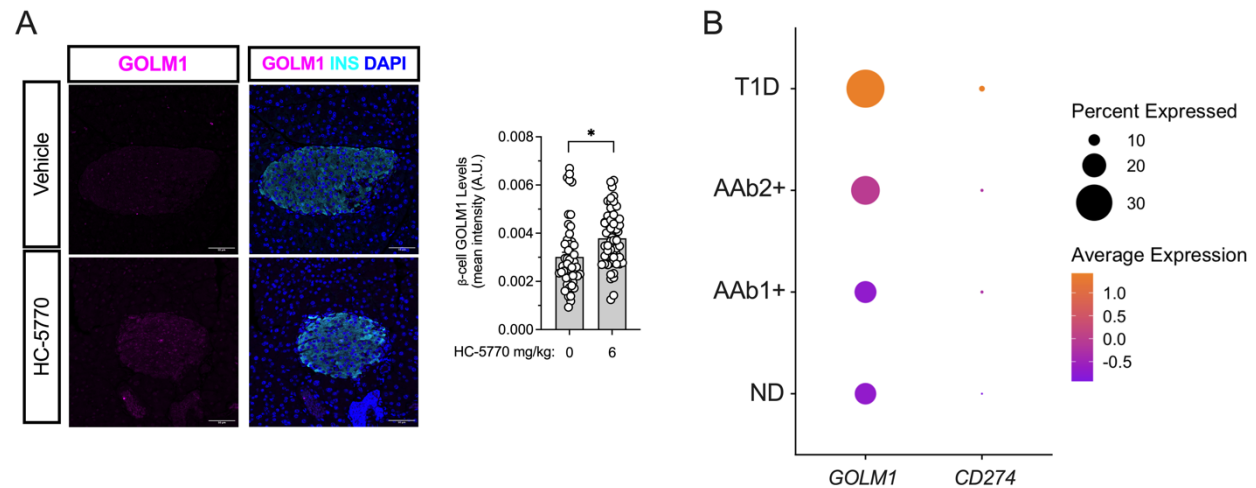 A
GOLM1
GOLM1 INS DAPI
Vehicle
HC-5770
β-cell GOLM1 Levels
(mean intensity (A.U.)
0.008
0.006
0.004
0.002
0.000
*
HC-5770 mg/kg: 0 6
B
T1D
AAb2+
AAb1+
ND
GOLM1 CD274
Percent Expressed
10
20
30
Average Expression
1.0
0.5
0.0
-0.5